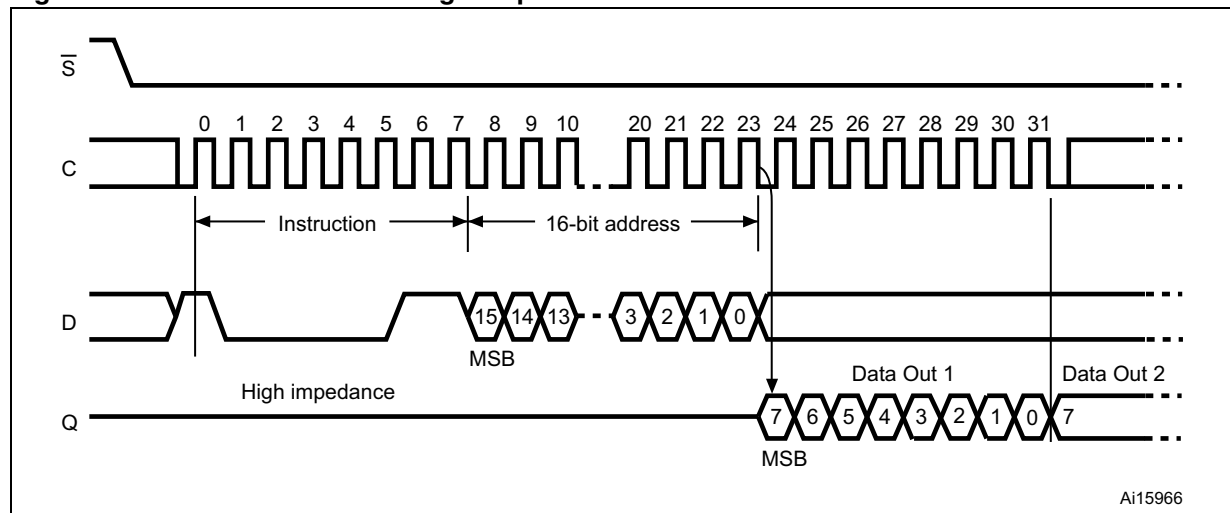 S
0 1 2 3 4 5 6 7 8 9 10 20 21 22 23 24 25 26 27 28 29 30 31
C
Instruction 16-bit address
D
15 14 13 3 2 1 0
MSB
High impedance
Data Out 1 Data Out 2
Q
7 6 5 4 3 2 1 0 7
MSB
Ai15966